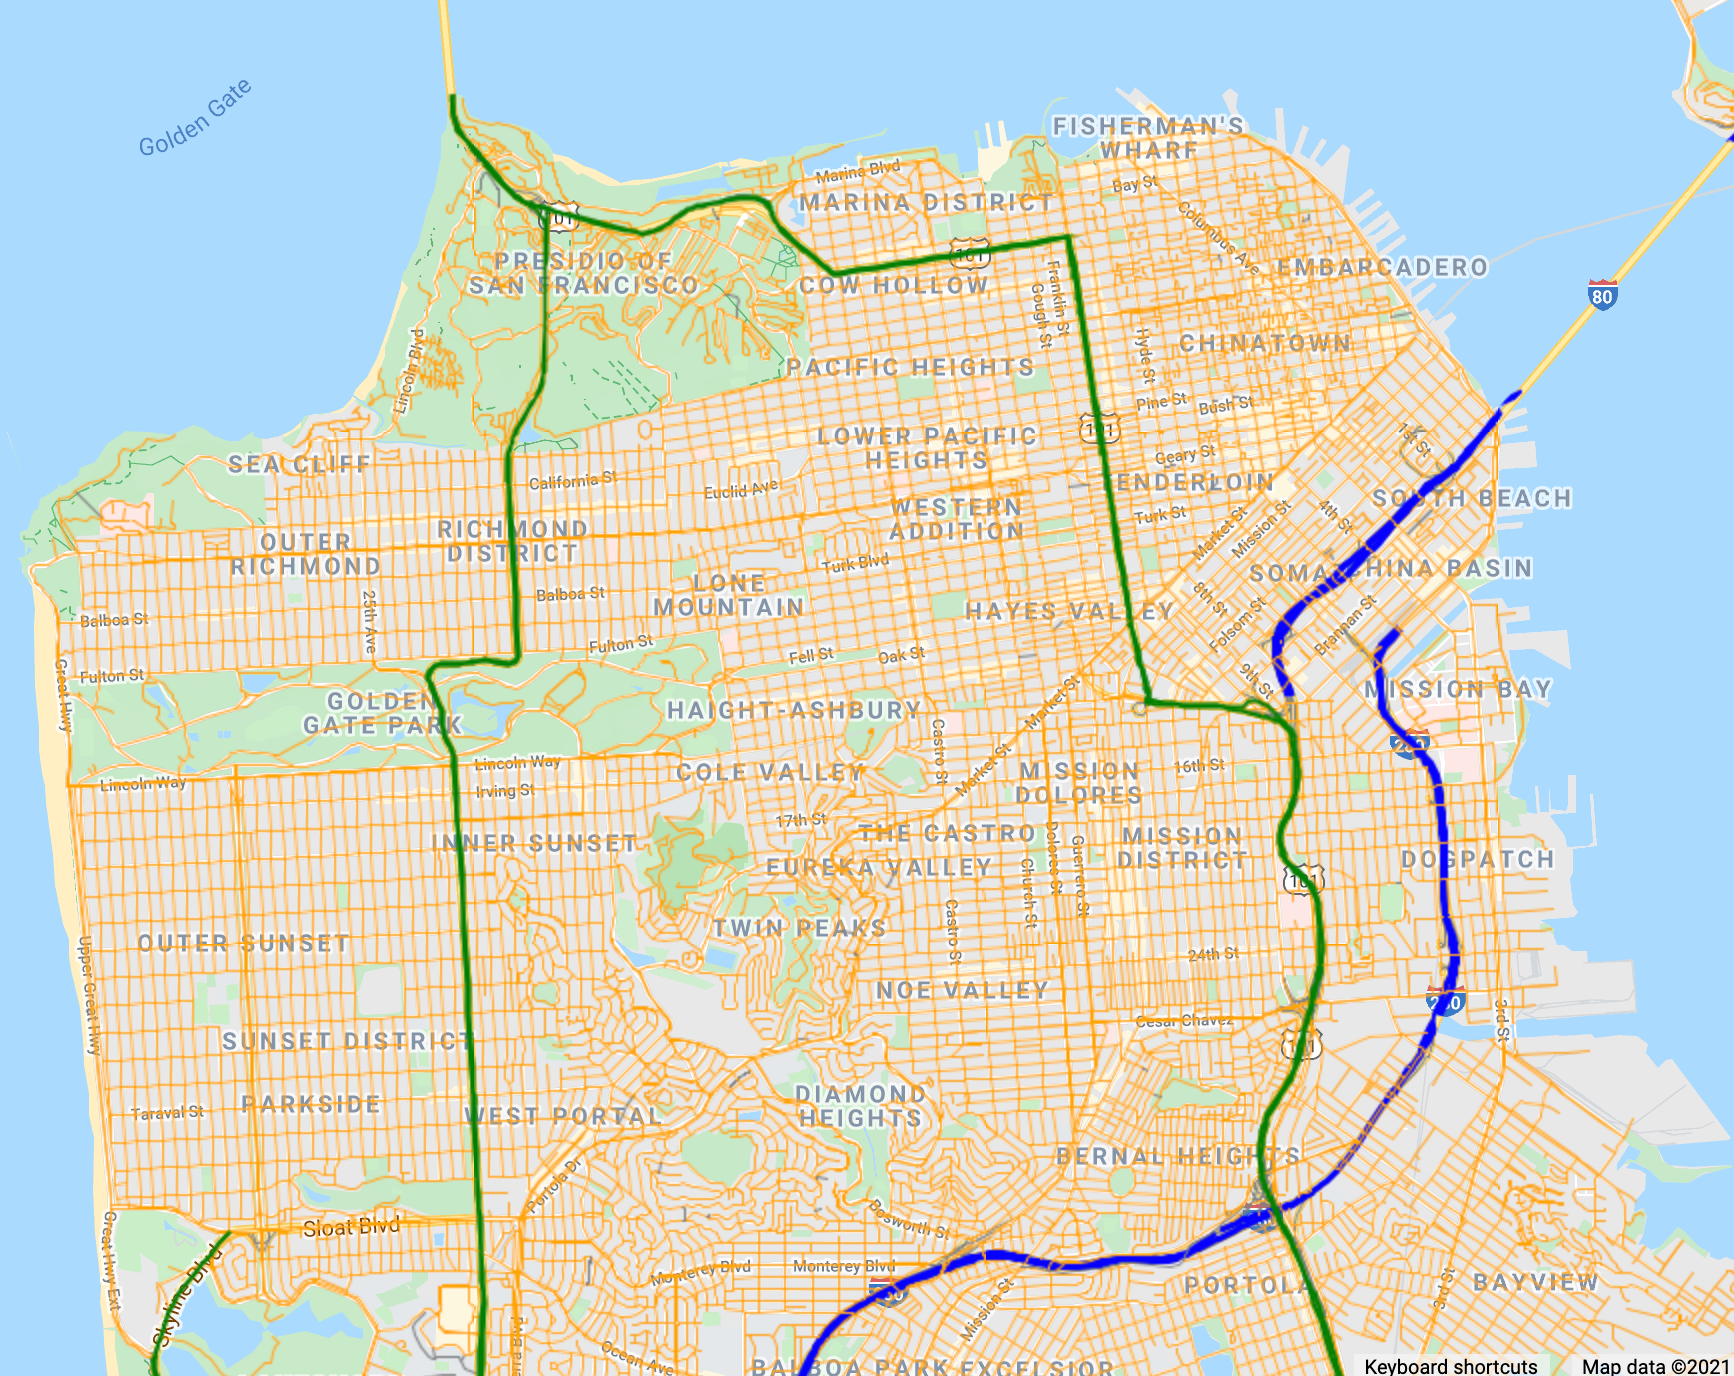 Golden Gate
FISHERMAN'S
WHARF
Marina Blvd
Bay St
MARINA DISTRICT
Columbus Ave
101
PRESIDIO OF
SAN FRANCISCO
101
COW HOLLOW
Franklin St
Gough St
EMBARCADERO
80
Lincoln Blvd
PACIFIC HEIGHTS
Hyde St
CHINATOWN
Pine St
Bush St
101
LOWER PACIFIC
HEIGHTS
1st St
SEA CLIFF
California St
Euclid Ave
Geary St
TENDERLOIN
SOUTH BEACH
WESTERN
ADDITION
Turk St
Market St
Mission St
4th St
OUTER
RICHMOND
RICHMOND
DISTRICT
Turk Blvd
SOMA
CHINA BASIN
LONE
MOUNTAIN
25th Ave
Balboa St
Balboa St
HAYES VALLEY
8th St
Folsom St
Brannan St
Fulton St
Fulton St
Fell St
Oak St
9th St
Great Hwy
GOLDEN
GATE PARK
HAIGHT-ASHBURY
Market St
MISSION BAY
280
Lincoln Way
Lincoln Way
Irving St
COLE VALLEY
Castro St
Market St
MISSION
DOLORES
16th St
17th St
THE CASTRO
INNER SUNSET
EUREKA VALLEY
Church St
Dolores St
Guerrero St
MISSION
DISTRICT
101
DOGPATCH
OUTER SUNSET
TWIN PEAKS
Castro St
24th St
Upper Great Hwy
NOE VALLEY
280
Cesar Chavez
3rd St
101
SUNSET DISTRICT
Taraval St
PARKSIDE
WEST PORTAL
DIAMOND
HEIGHTS
BERNAL HEIGHTS
Portola Dr
Bosworth St
Sloat Blvd
Great Hwy Ext
Skyline Blvd
Monterey Blvd
Monterey Blvd
Mission St
PORTOLA
3rd St
BAYVIEW
Ocean Ave
BALBOA PARK
EXCELSIOR
Keyboard shortcuts
Map data ©2021